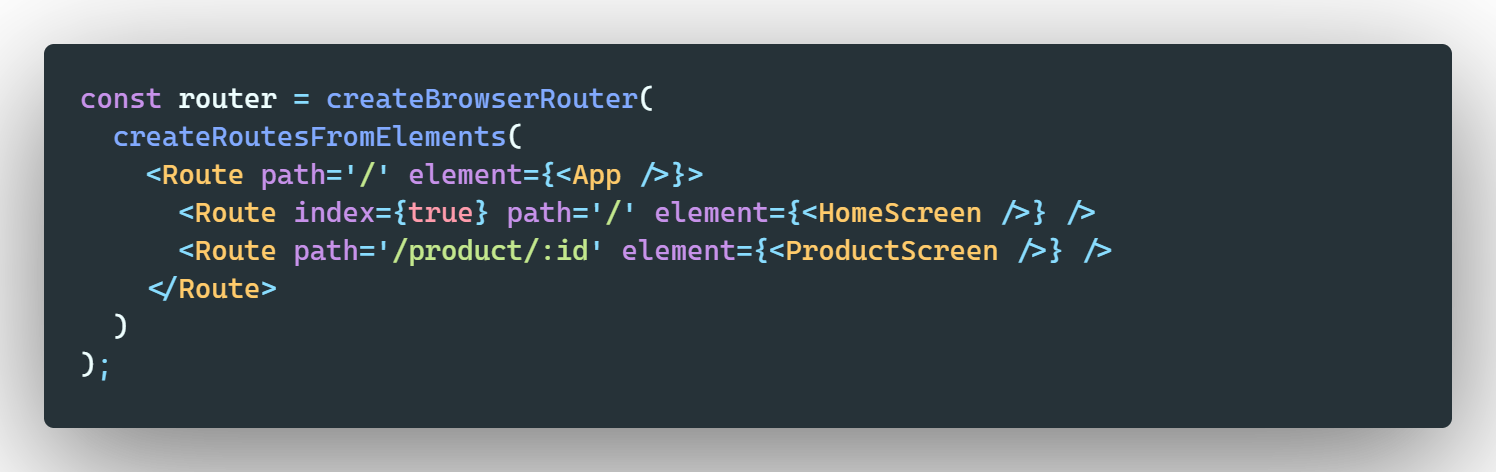 const router = createBrowserRouter(
  createRoutesFromElements(
    <Route path='/' element={<App />}>
      <Route index={true} path='/' element={<HomeScreen />} />
      <Route path='/product/:id' element={<ProductScreen />} />
    </Route>
  )
);